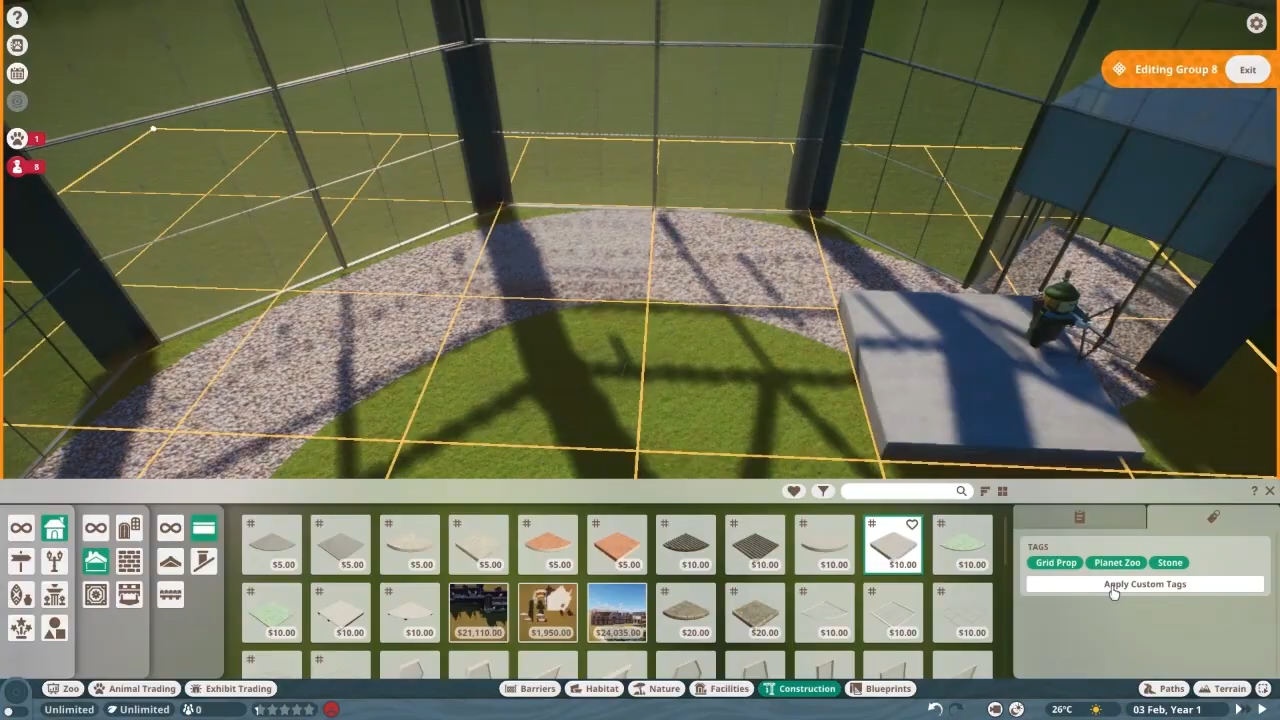 ?
Editing Group 8
Exit
1
8
?
TAGS
Grid Prop
Planet Zoo
Stone
Apply Custom Tags
$5.00
$5.00
$5.00
$5.00
$5.00
$5.00
$10.00
$10.00
$10.00
$10.00
$10.00
$10.00
$10.00
$10.00
$21,110.00
$1,950.00
$24,035.00
$20.00
$20.00
$10.00
$10.00
$10.00
Zoo
Animal Trading
Exhibit Trading
Barriers
Habitat
Nature
Facilities
Construction
Blueprints
Paths
Terrain
Unlimited
Unlimited
0
26°C
03 Feb, Year 1